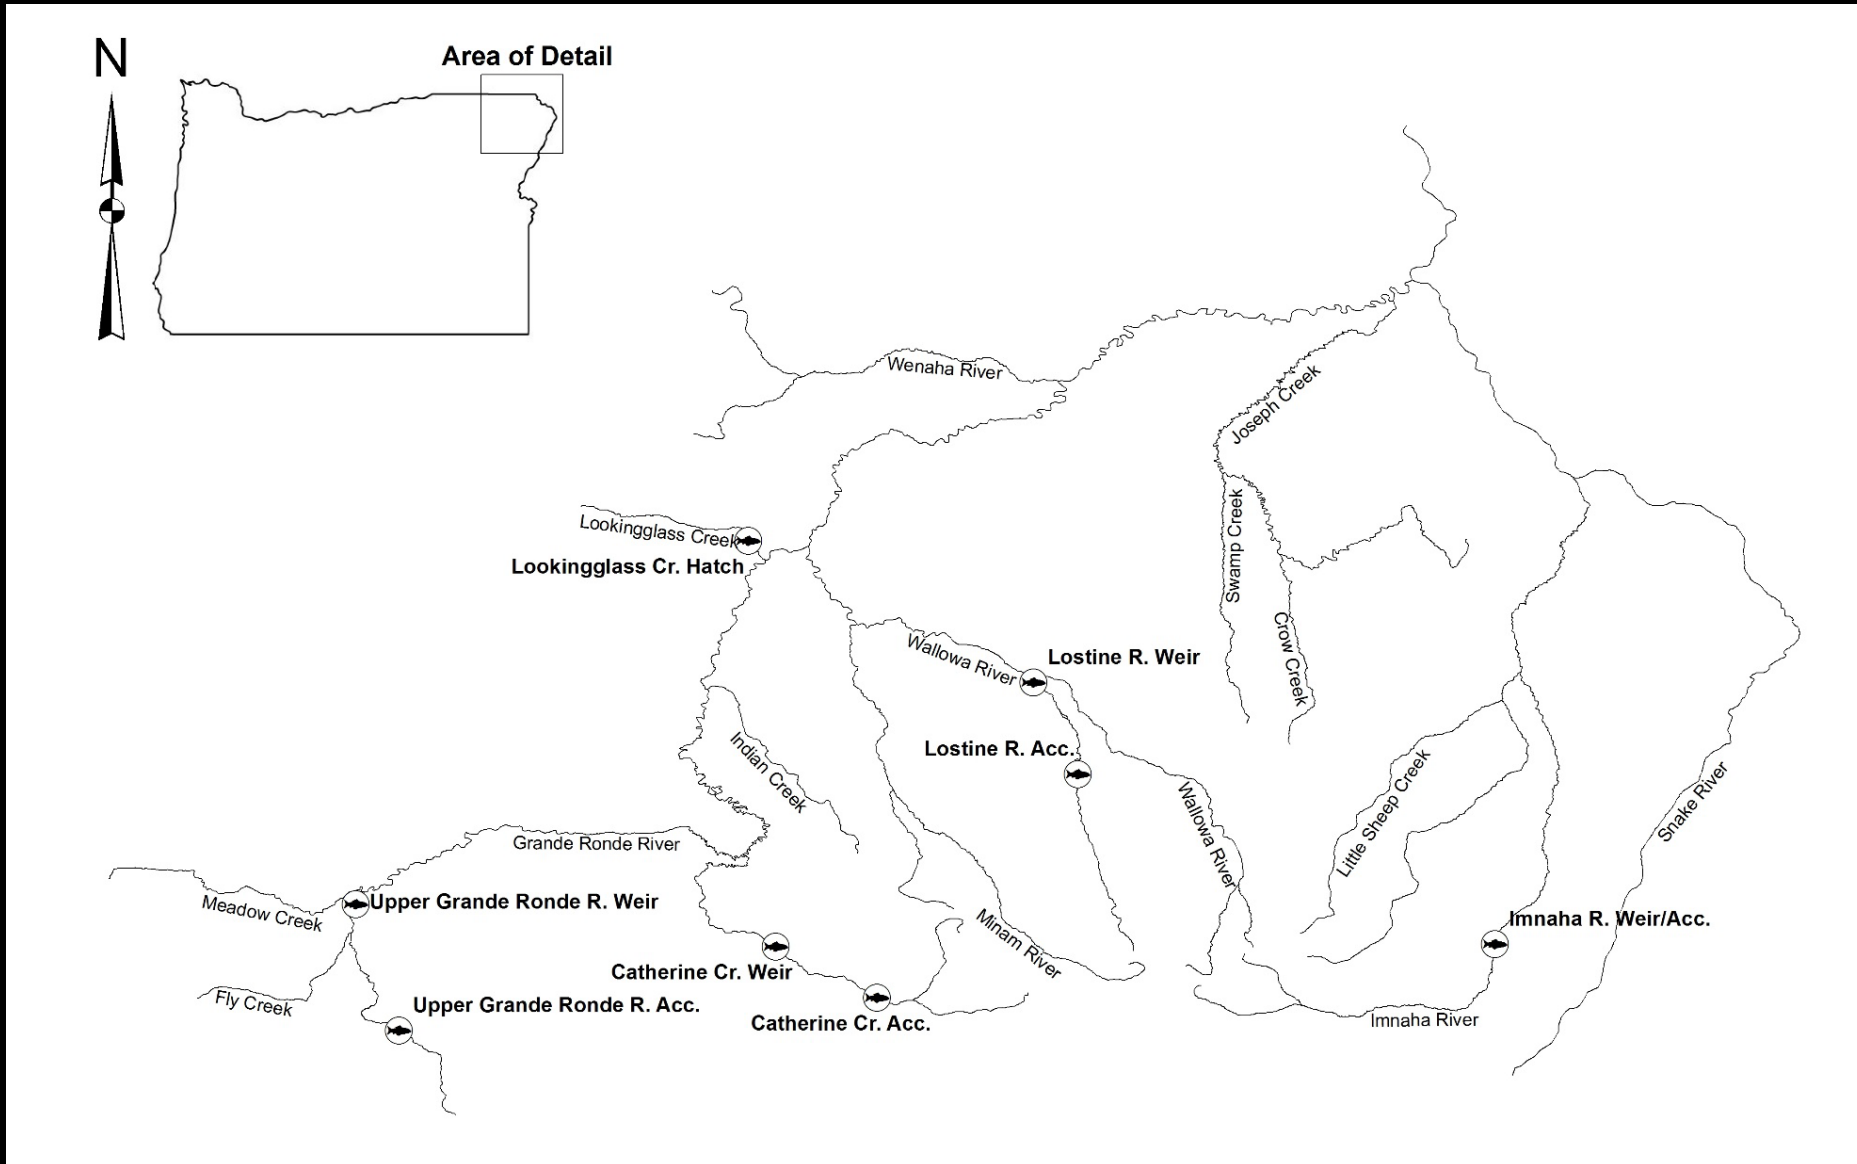 N
Area of Detail
Wenaha River
Joseph Creek
Lookingglass Creek
Lookingglass Cr. Hatch
Swamp Creek
Crow Creek
Wallowa River
Lostine R. Weir
Lostine R. Acc.
Indian Creek
Wallowa River
Little Sheep Creek
Snake River
Grande Ronde River
Meadow Creek
Upper Grande Ronde R. Weir
Minam River
Imnaha R. Weir/Acc.
Catherine Cr. Weir
Fly Creek
Upper Grande Ronde R. Acc.
Catherine Cr. Acc.
Imnaha River